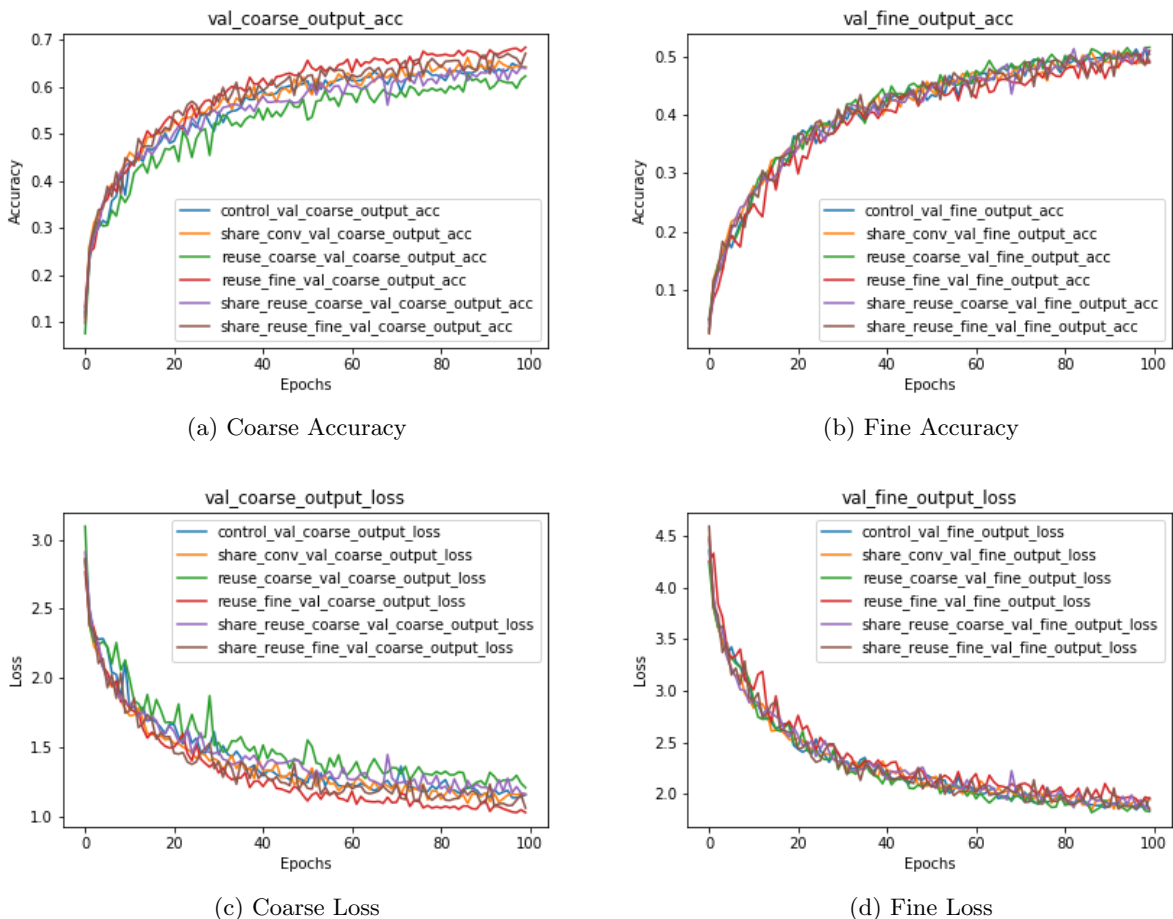 val_coarse_output_acc
0.7
0.6
0.5
0.4
0.3
0.2
0.1
Accuracy
control_val_coarse_output_acc
share_conv_val_coarse_output_acc
reuse_coarse_val_coarse_output_acc
reuse_fine_val_coarse_output_acc
share_reuse_coarse_val_coarse_output_acc
share_reuse_fine_val_coarse_output_acc
0 20 40 60 80 100
Epochs
(a) Coarse Accuracy
val_fine_output_acc
0.5
0.4
0.3
0.2
0.1
Accuracy
control_val_fine_output_acc
share_conv_val_fine_output_acc
reuse_coarse_val_fine_output_acc
reuse_fine_val_fine_output_acc
share_reuse_coarse_val_fine_output_acc
share_reuse_fine_val_fine_output_acc
0 20 40 60 80 100
Epochs
(b) Fine Accuracy
val_coarse_output_loss
3.0
2.5
2.0
1.5
1.0
Loss
control_val_coarse_output_loss
share_conv_val_coarse_output_loss
reuse_coarse_val_coarse_output_loss
reuse_fine_val_coarse_output_loss
share_reuse_coarse_val_coarse_output_loss
share_reuse_fine_val_coarse_output_loss
0 20 40 60 80 100
Epochs
(c) Coarse Loss
val_fine_output_loss
4.5
4.0
3.5
3.0
2.5
2.0
Loss
control_val_fine_output_loss
share_conv_val_fine_output_loss
reuse_coarse_val_fine_output_loss
reuse_fine_val_fine_output_loss
share_reuse_coarse_val_fine_output_loss
share_reuse_fine_val_fine_output_loss
0 20 40 60 80 100
Epochs
(d) Fine Loss